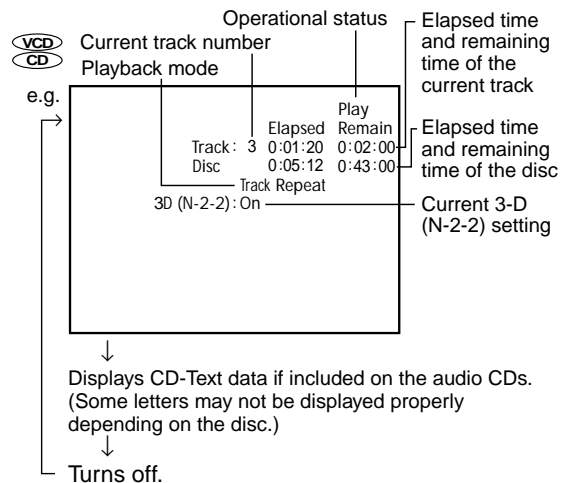 Operational status
VCD
CD
Current track number
Playback mode
Elapsed time
and remaining
time of the
current track
e.g.
Play
Elapsed Remain
Track: 3 0:01:20 0:02:00
Disc 0:05:12 0:43:00
Track Repeat
3D (N-2-2): On
Elapsed time
and remaining
time of the disc
Current 3-D
(N-2-2) setting
Displays CD-Text data if included on the audio CDs.
(Some letters may not be displayed properly
depending on the disc.)
Turns off.